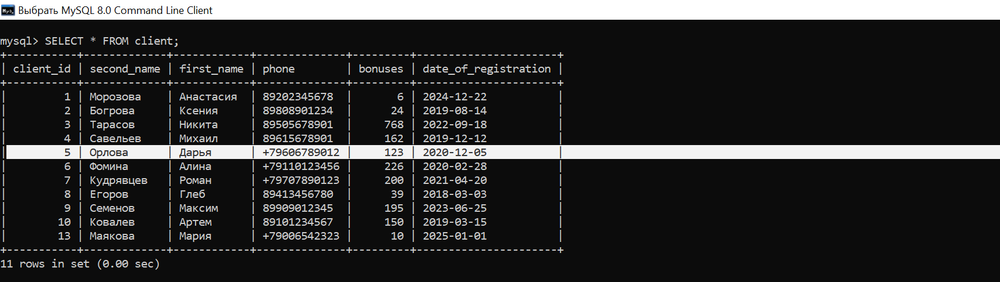 Выбрать MySQL 8.0 Command Line Client
mysql> SELECT * FROM client;
+-----------+-------------+------------+--------------+---------+----------------------+
| client_id | second_name | first_name | phone        | bonuses | date_of_registration |
+-----------+-------------+------------+--------------+---------+----------------------+
|         1 | Морозова    | Анастасия  | 89202345678  |       6 | 2024-12-22           |
|         2 | Богрова     | Ксения     | 89808901234  |      24 | 2019-08-14           |
|         3 | Тарасов     | Никита     | 89505678901  |     768 | 2022-09-18           |
|         4 | Савельев    | Михаил     | 89615678901  |     162 | 2019-12-12           |
|         5 | Орлова      | Дарья      | +79606789012 |     123 | 2020-12-05           |
|         6 | Фомина      | Алина      | +79110123456 |     226 | 2020-02-28           |
|         7 | Кудрявцев   | Роман      | +79707890123 |     200 | 2021-04-20           |
|         8 | Егоров      | Глеб       | 89413456780  |      39 | 2018-03-03           |
|         9 | Семенов     | Максим     | 89909012345  |     195 | 2023-06-25           |
|        10 | Ковалев     | Артем      | 89101234567  |     150 | 2019-03-15           |
|        13 | Маякова     | Мария      | +79006542323 |      10 | 2025-01-01           |
+-----------+-------------+------------+--------------+---------+----------------------+
11 rows in set (0.00 sec)